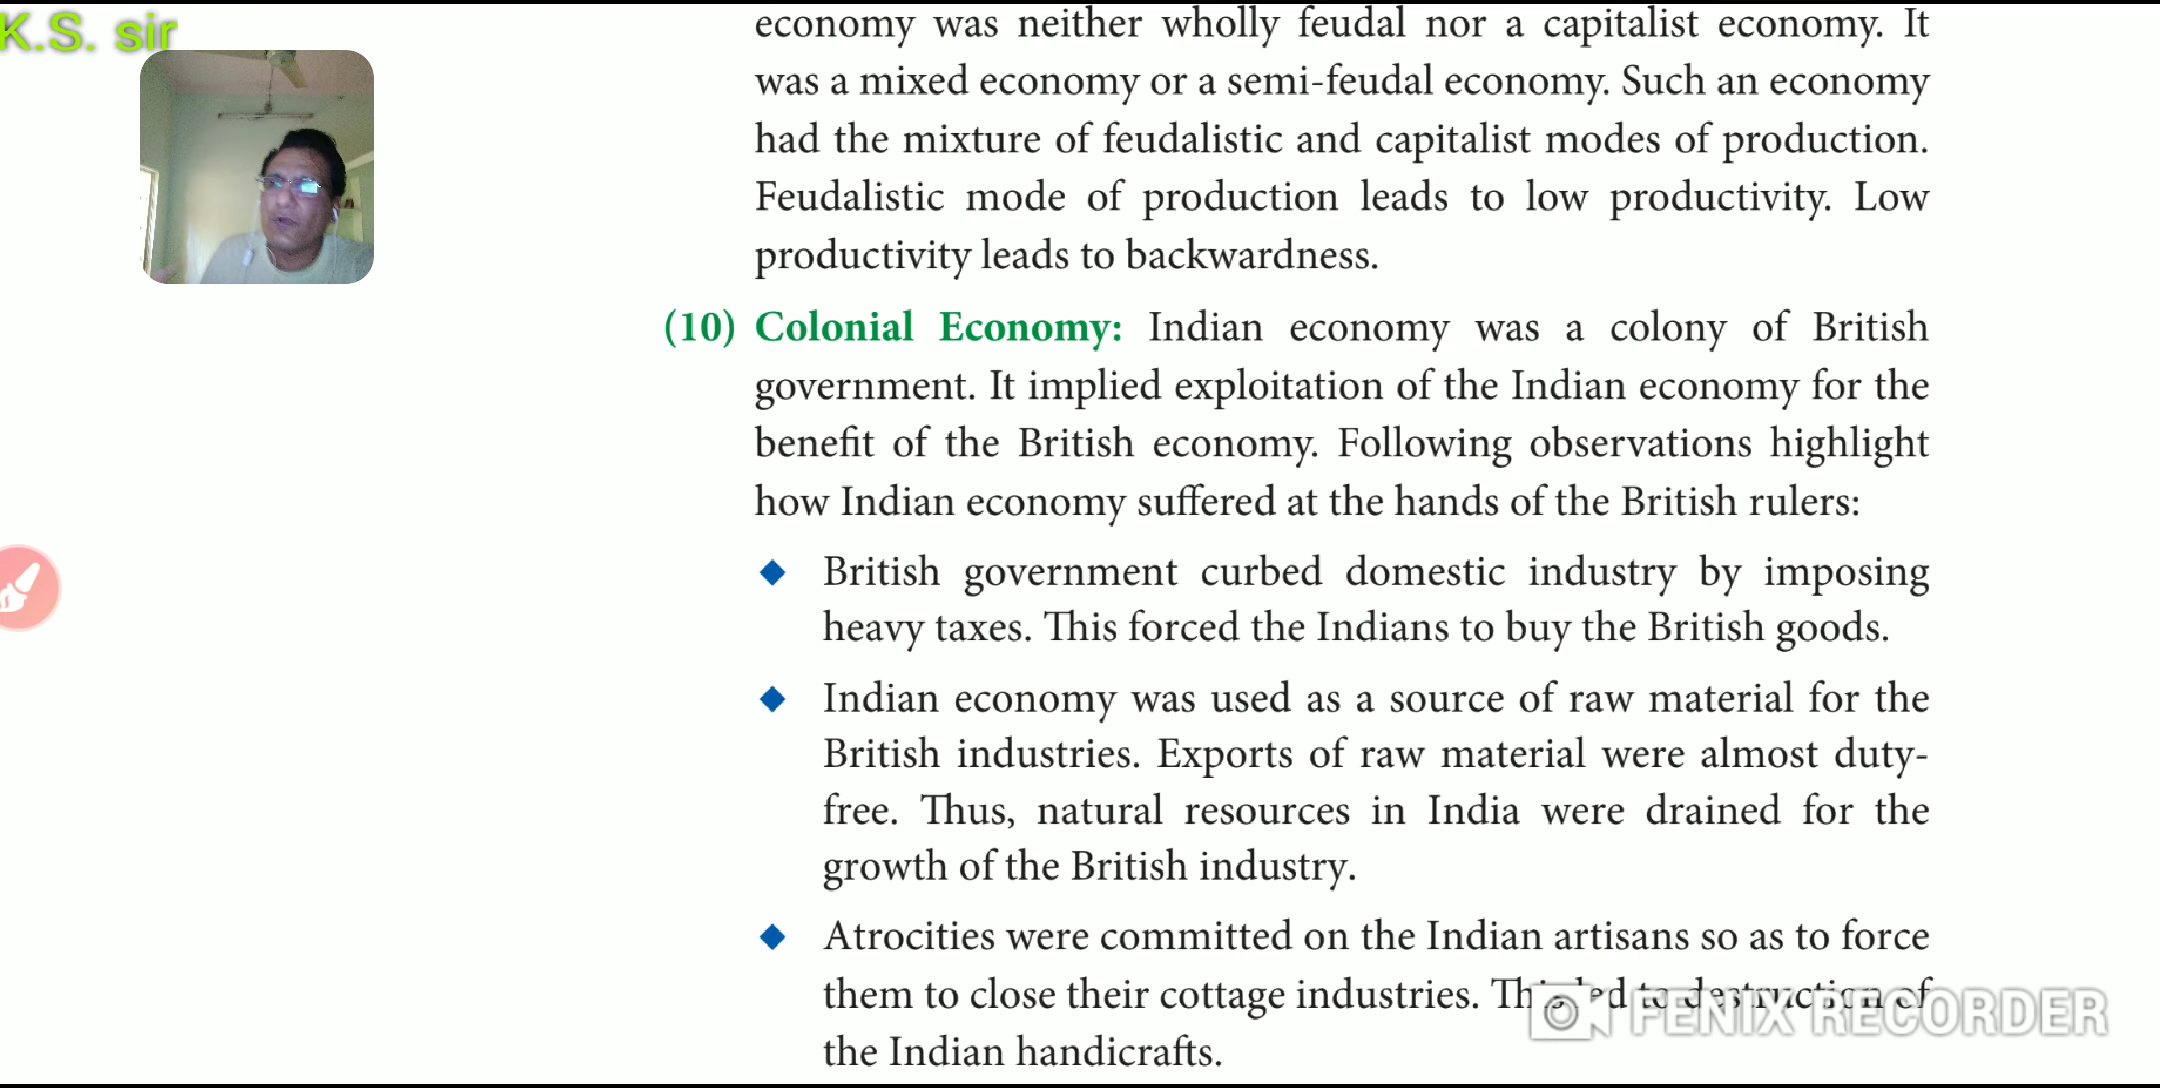 K.S. sir
economy was neither wholly feudal nor a capitalist economy. It
was a mixed economy or a semi-feudal economy. Such an economy
had the mixture of feudalistic and capitalist modes of production.
Feudalistic mode of production leads to low productivity. Low
productivity leads to backwardness.
(10) Colonial Economy: Indian economy was a colony of British
government. It implied exploitation of the Indian economy for the
benefit of the British economy. Following observations highlight
how Indian economy suffered at the hands of the British rulers:
◆ British government curbed domestic industry by imposing
heavy taxes. This forced the Indians to buy the British goods.
◆ Indian economy was used as a source of raw material for the
British industries. Exports of raw material were almost duty-
free. Thus, natural resources in India were drained for the
growth of the British industry.
◆ Atrocities were committed on the Indian artisans so as to force
them to close their cottage industries. This led to destruction of
FENIX RECORDER
the Indian handicrafts.